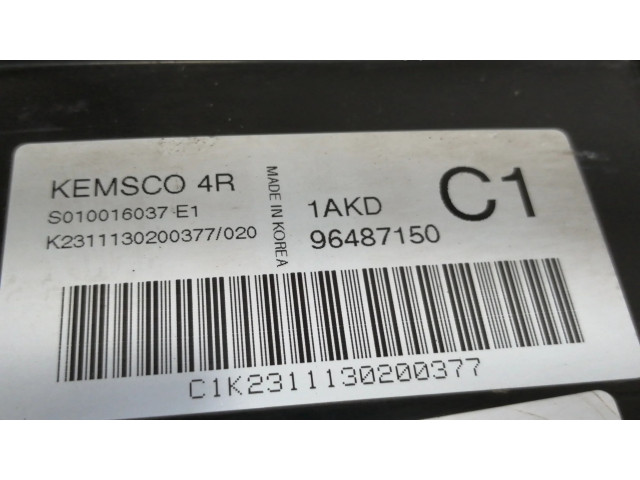 KEMSCO 4R
S010016037 E1
K2311130200377/020
MADE IN KOREA
1AKD
96487150
C1
C1K2311130200377